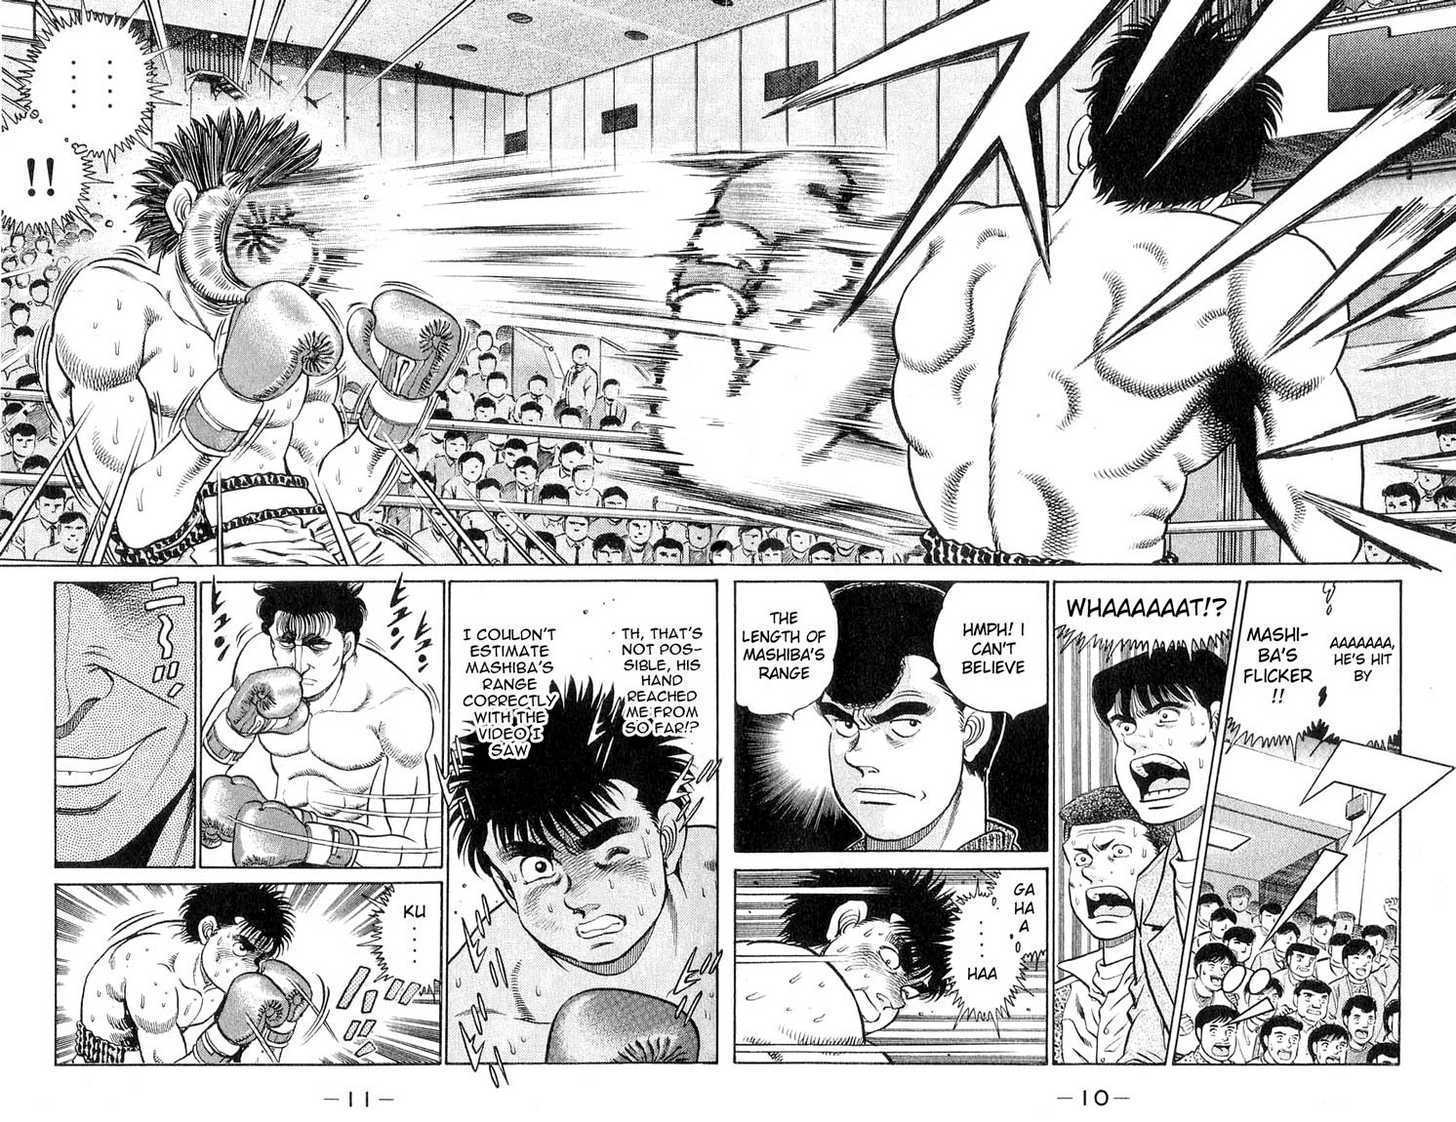 !!
AAAAAAA,
HE'S HIT
BY
MASHI-
BA'S
FLICKER
!!
WHAAAAAAT!?
HMPH! I
CAN'T
BELIEVE
THE
LENGTH OF
MASHIBA'S
RANGE
GA
HA
A
HAA
TH, THAT'S
NOT POS-
SIBLE, HIS
HAND
REACHED
ME FROM
SO FAR!?
I COULDN'T
ESTIMATE
MASHIBA'S
RANGE
CORRECTLY
WITH THE
VIDEO I
SAW
KU
-10-
-11-